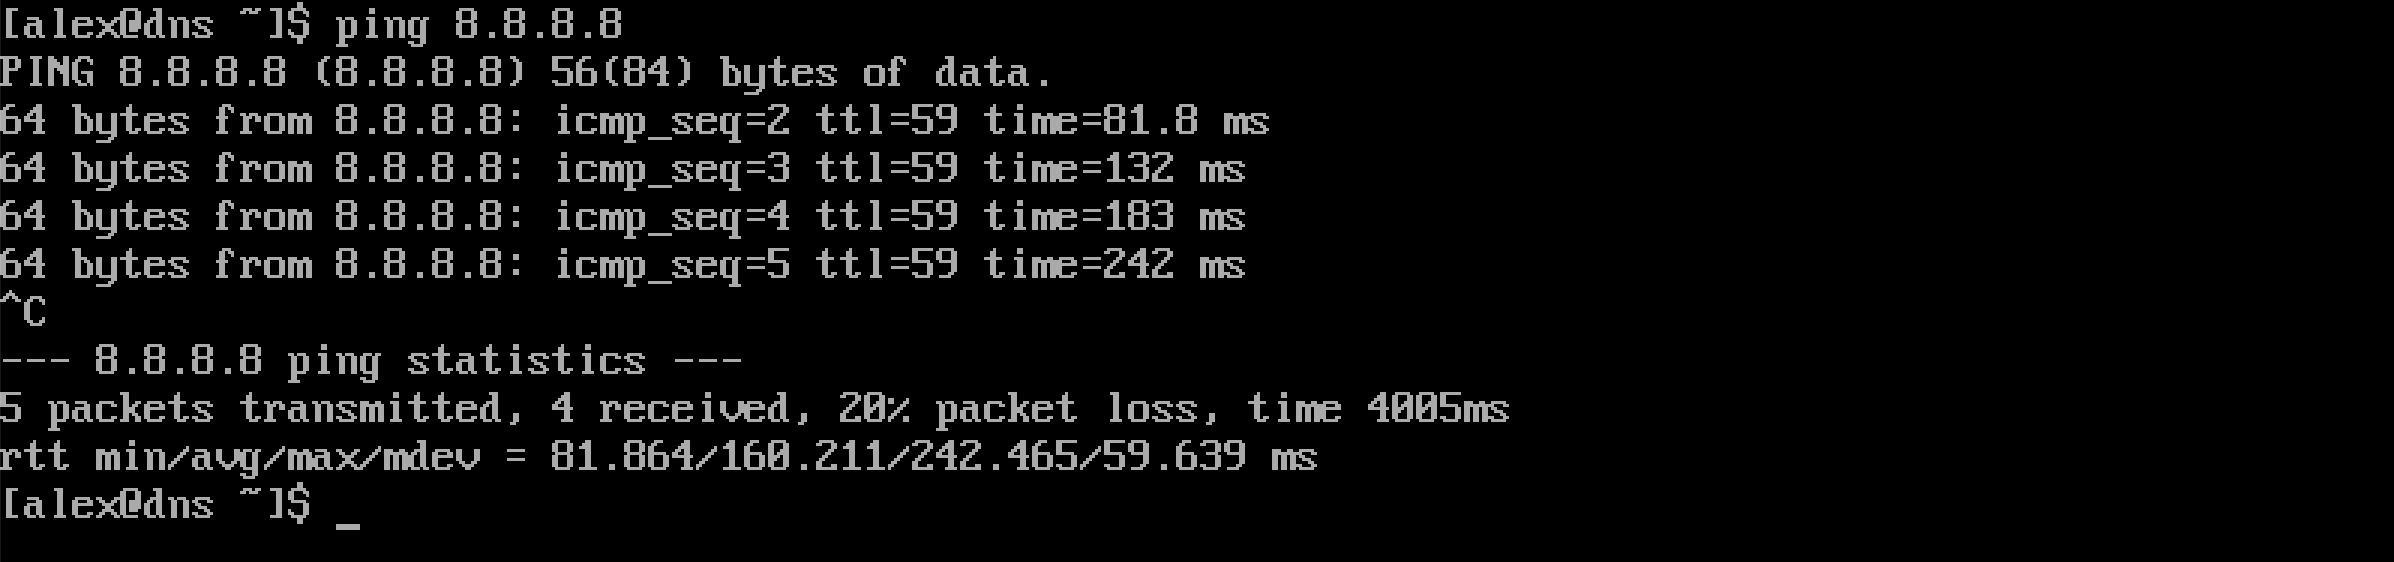 [alex@dns ~]$ ping 8.8.8.8
PING 8.8.8.8 (8.8.8.8) 56(84) bytes of data.
64 bytes from 8.8.8.8: icmp_seq=2 ttl=59 time=81.8 ms
64 bytes from 8.8.8.8: icmp_seq=3 ttl=59 time=132 ms
64 bytes from 8.8.8.8: icmp_seq=4 ttl=59 time=183 ms
64 bytes from 8.8.8.8: icmp_seq=5 ttl=59 time=242 ms
^C
--- 8.8.8.8 ping statistics ---
5 packets transmitted, 4 received, 20% packet loss, time 4005ms
rtt min/avg/max/mdev = 81.864/160.211/242.465/59.639 ms
[alex@dns ~]$ _